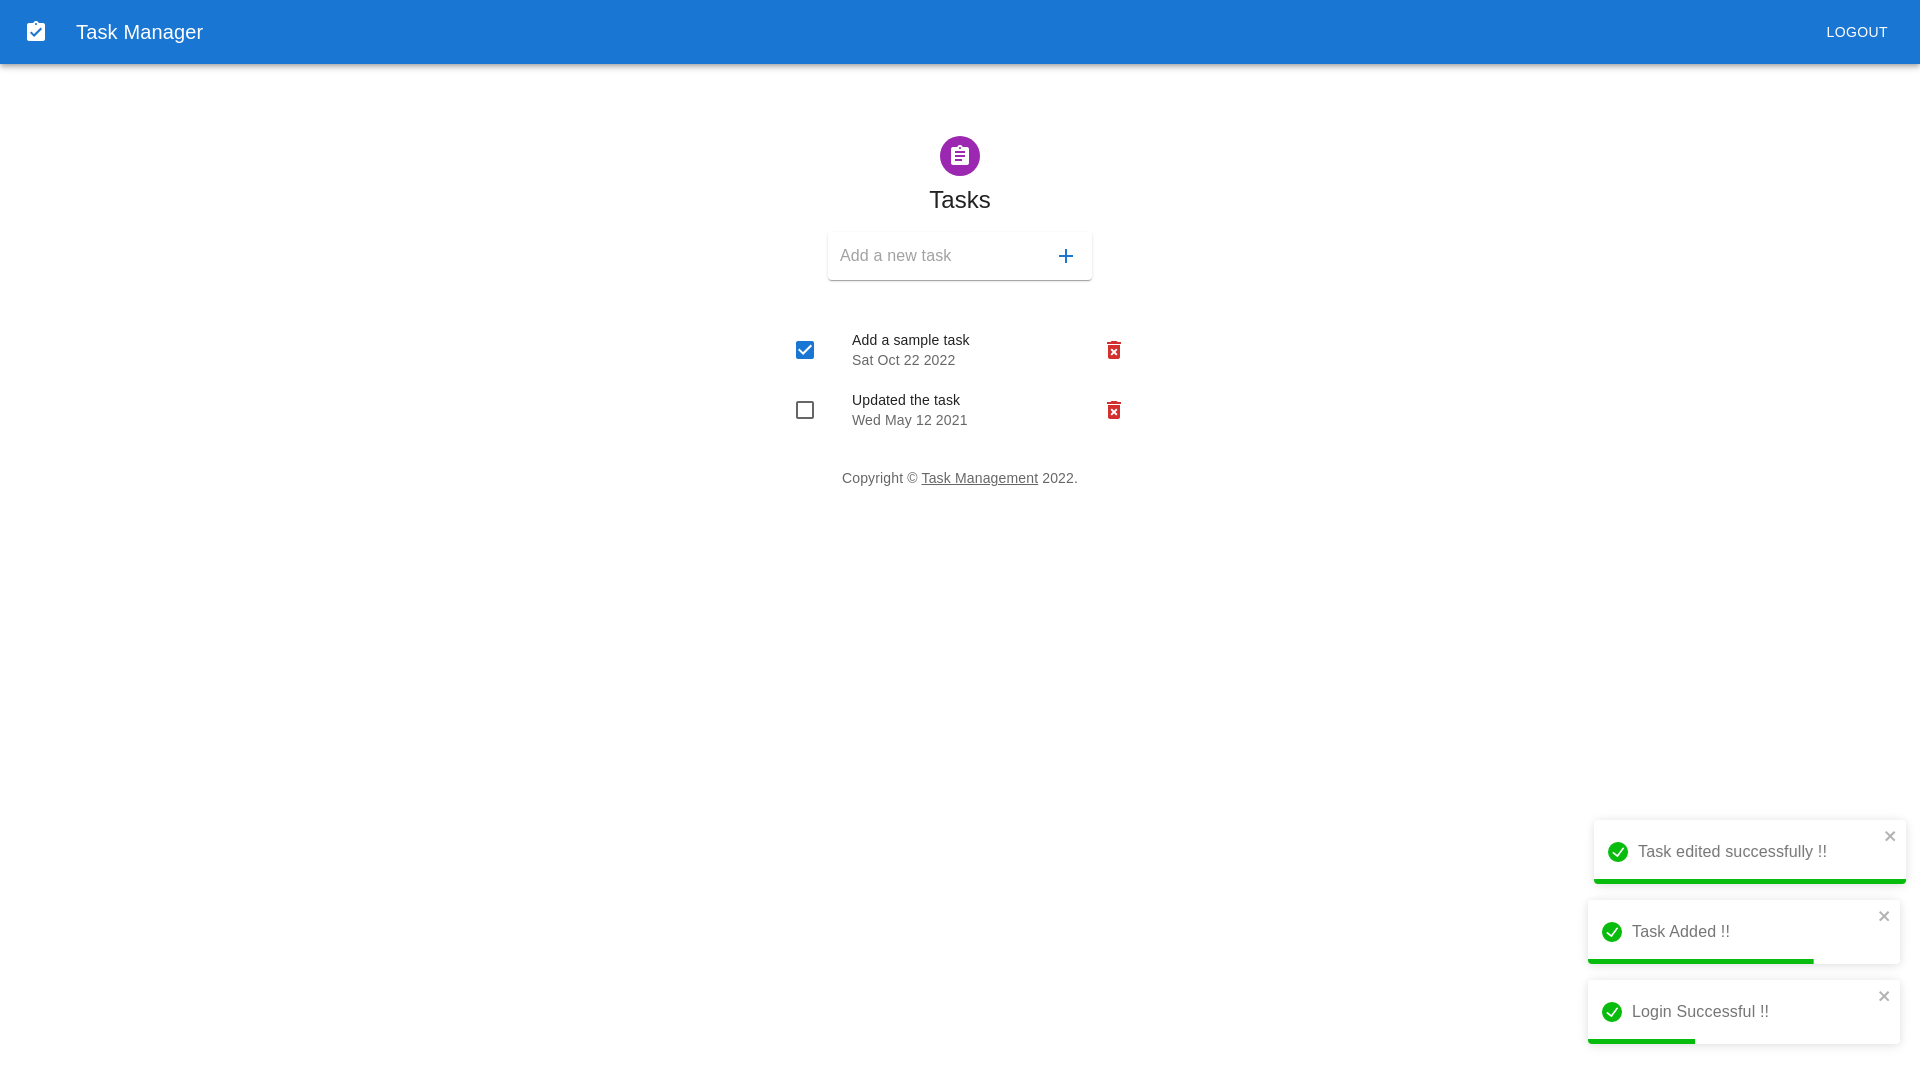 Task Manager
LOGOUT
Tasks
Add a new task
Add a sample task
Sat Oct 22 2022
Updated the task
Wed May 12 2021
Copyright © Task Management 2022.
Task edited successfully !!
Task Added !!
Login Successful !!